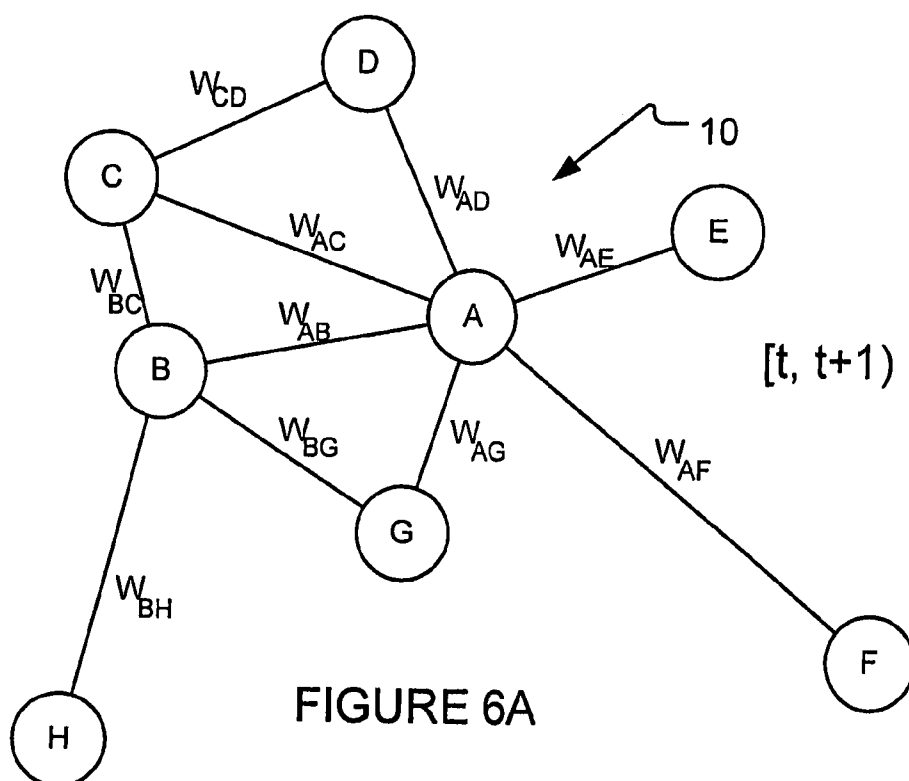 D
W_CD
10
C
W_AD
E
W_AC
W_AE
W_BC
W_AB
A
[t, t+1)
B
W_BG
W_AG
W_AF
G
W_BH
F
FIGURE 6A
H